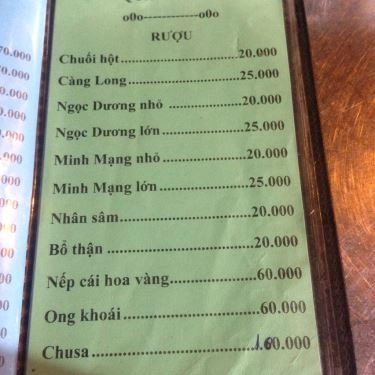 o0o------------o0o
RƯỢU
Chuối hột..............................20.000
Càng Long............................25.000
Ngọc Dương nhỏ ...............20.000
Ngọc Dương lớn.................25.000
Minh Mạng nhỏ..................20.000
Minh Mạng lớn...................25.000
Nhân sâm............................20.000
Bổ thận ..............................20.000
Nếp cái hoa vàng.................60.000
Ong khoái...........................60.000
Chusa..............................160.000